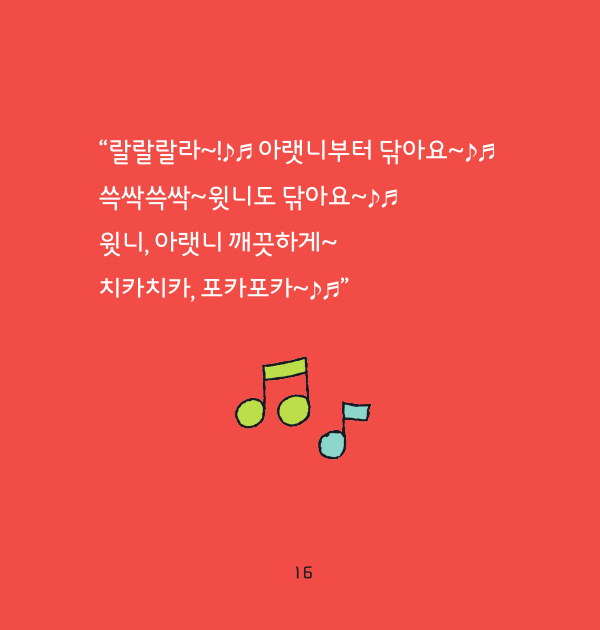 “랄랄랄라~!♪♬ 아랫니부터 닦아요~♪♬
쓱싹쓱싹~윗니도 닦아요~♪♬
윗니, 아랫니 깨끗하게~
치카치카, 포카포카~♪♬”
16